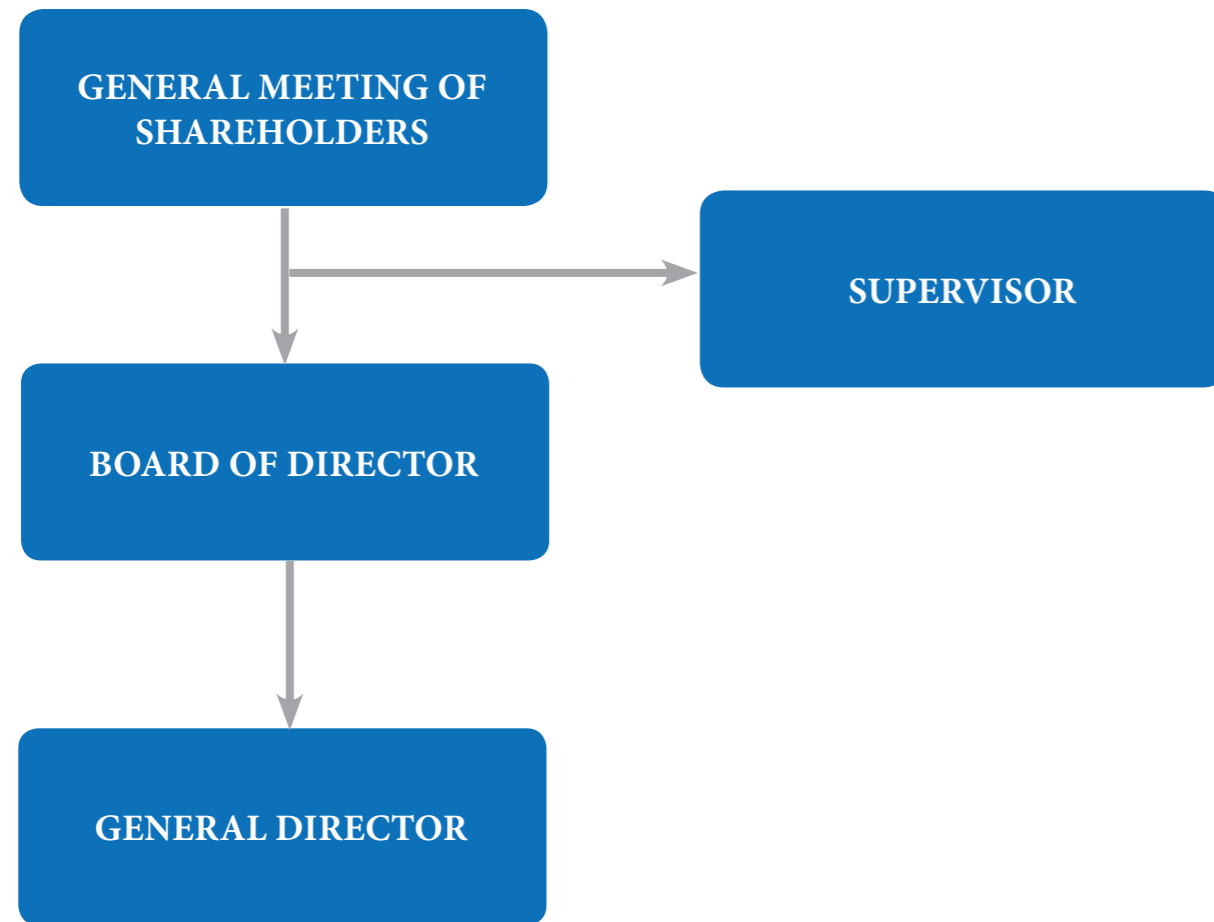 GENERAL MEETING OF
SHAREHOLDERS
SUPERVISOR
BOARD OF DIRECTOR
GENERAL DIRECTOR